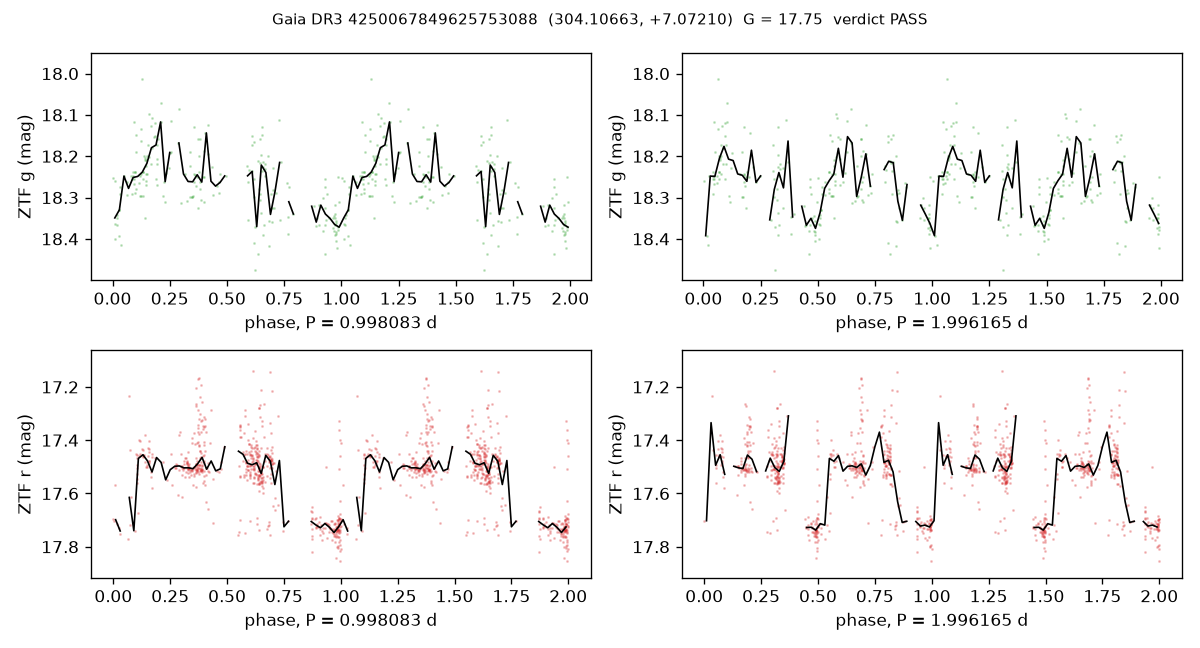 Gaia DR3 4250067849625753088 (304.10663, +7.07210) G = 17.75 verdict PASS
18.0
18.1
18.2
18.3
18.4
ZTF g (mag)
0.00 0.25 0.50 0.75 1.00 1.25 1.50 1.75 2.00
phase, P = 0.998083 d
18.0
18.1
18.2
18.3
18.4
ZTF g (mag)
0.00 0.25 0.50 0.75 1.00 1.25 1.50 1.75 2.00
phase, P = 1.996165 d
17.2
17.4
17.6
17.8
ZTF r (mag)
0.00 0.25 0.50 0.75 1.00 1.25 1.50 1.75 2.00
phase, P = 0.998083 d
17.2
17.4
17.6
17.8
ZTF r (mag)
0.00 0.25 0.50 0.75 1.00 1.25 1.50 1.75 2.00
phase, P = 1.996165 d